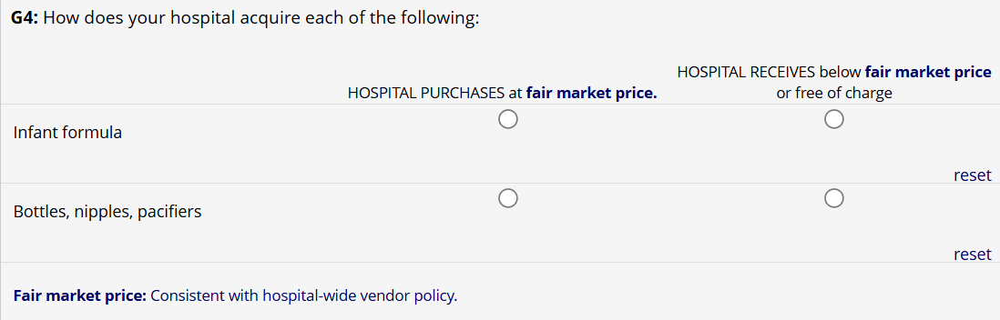 G4: How does your hospital acquire each of the following:
HOSPITAL PURCHASES at fair market price.
HOSPITAL RECEIVES below fair market price
or free of charge
Infant formula
reset
Bottles, nipples, pacifiers
reset
Fair market price: Consistent with hospital-wide vendor policy.